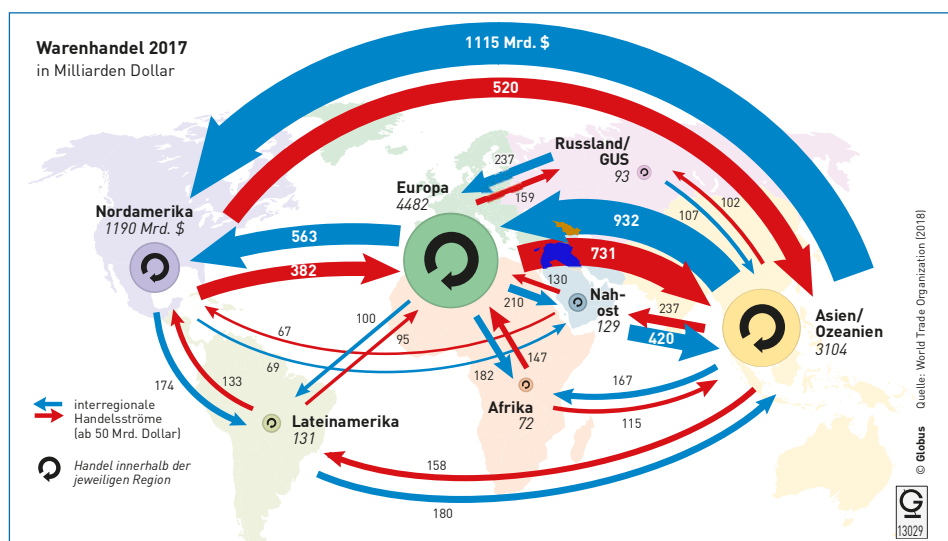 Warenhandel 2017
in Milliarden Dollar
1115 Mrd. $
520
Russland/
GUS
93
237
159
Europa
4482
107
102
Nordamerika
1190 Mrd. $
563
382
932
731
130
210
Nah-
ost
129
237
420
Asien/
Ozeanien
3104
67
69
100
95
182
147
174
133
167
115
Lateinamerika
131
Afrika
72
158
180
interregionale
Handelsströme
(ab 50 Mrd. Dollar)
Handel innerhalb der
jeweiligen Region
© Globus
Quelle: World Trade Organization (2018)
G
13029